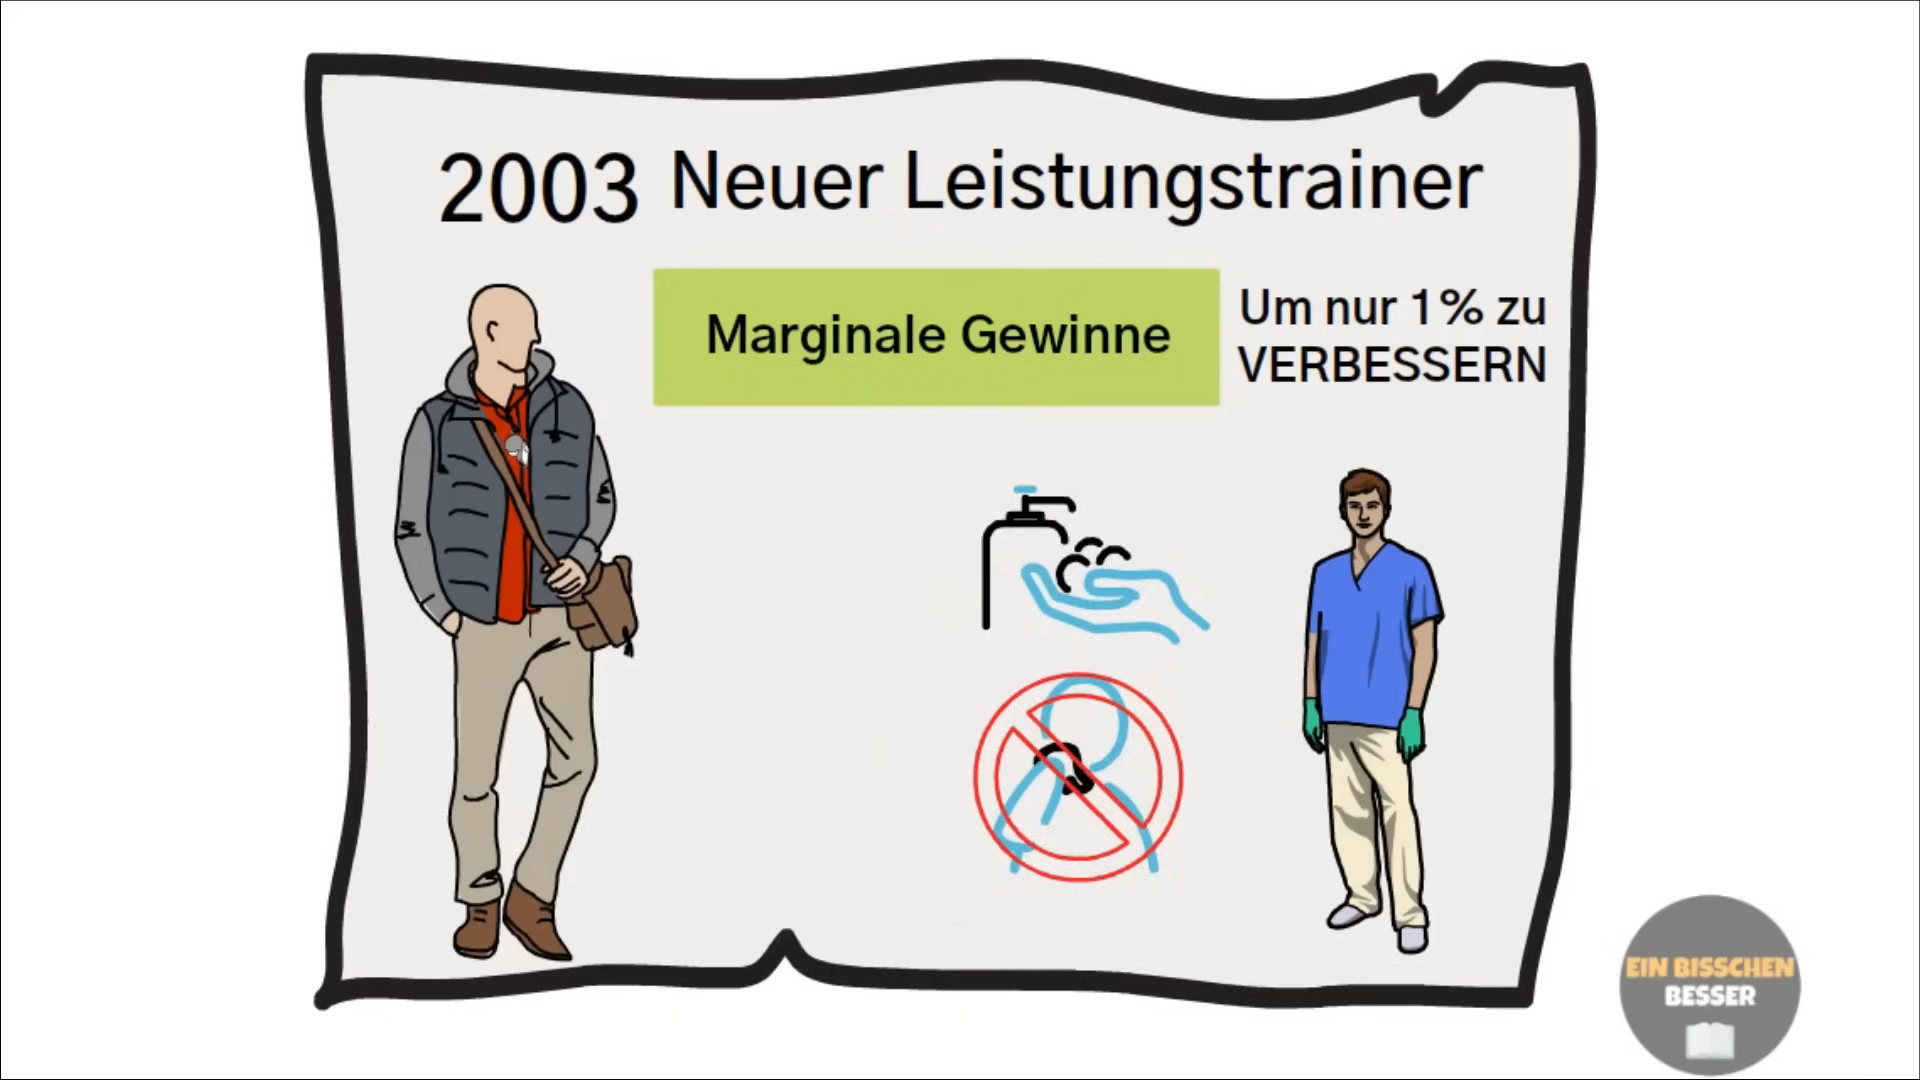 2003 Neuer Leistungstrainer
Marginale Gewinne
Um nur 1% zu
VERBESSERN
EIN BISSCHEN
BESSER